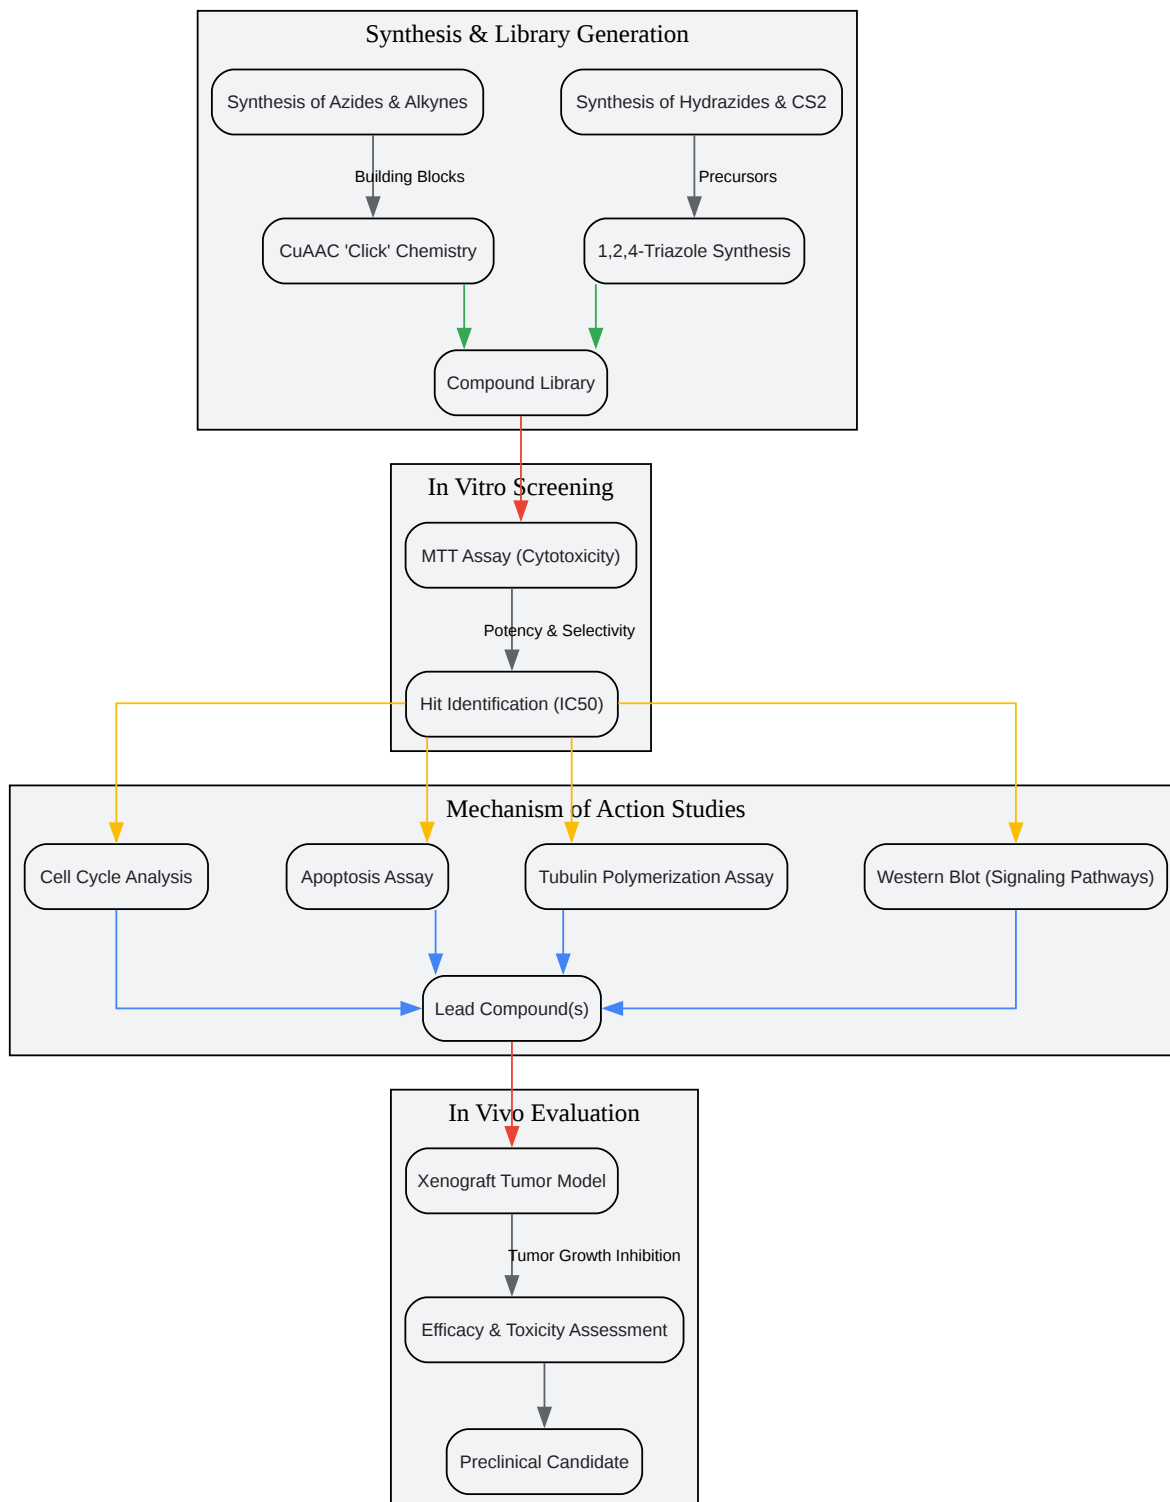 Synthesis & Library Generation
Synthesis of Azides & Alkynes
Synthesis of Hydrazides & CS2
Building Blocks
Precursors
CuAAC 'Click' Chemistry
1,2,4-Triazole Synthesis
Compound Library
In Vitro Screening
MTT Assay (Cytotoxicity)
Potency & Selectivity
Hit Identification (IC50)
Mechanism of Action Studies
Cell Cycle Analysis
Apoptosis Assay
Tubulin Polymerization Assay
Western Blot (Signaling Pathways)
Lead Compound(s)
In Vivo Evaluation
Xenograft Tumor Model
Tumor Growth Inhibition
Efficacy & Toxicity Assessment
Preclinical Candidate